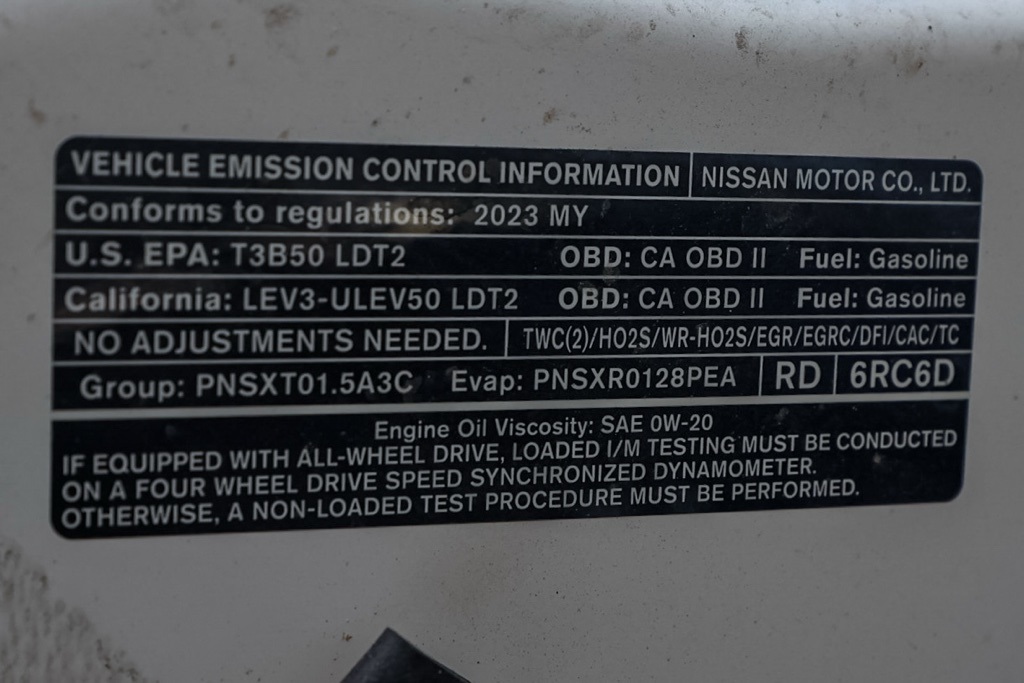 VEHICLE EMISSION CONTROL INFORMATION NISSAN MOTOR CO., LTD.
Conforms to regulations: 2023 MY
U.S. EPA: T3B50 LDT2 OBD: CA OBD II Fuel: Gasoline
California: LEV3-ULEV50 LDT2 OBD: CA OBD II Fuel: Gasoline
NO ADJUSTMENTS NEEDED. TWC(2)/HO2S/WR-HO2S/EGR/EGRC/DFI/CAC/TC
Group: PNSXT01.5A3C Evap: PNSXR0128PEA RD 6RC6D
Engine Oil Viscosity: SAE 0W-20
IF EQUIPPED WITH ALL-WHEEL DRIVE, LOADED I/M TESTING MUST BE CONDUCTED
ON A FOUR WHEEL DRIVE SPEED SYNCHRONIZED DYNAMOMETER.
OTHERWISE, A NON-LOADED TEST PROCEDURE MUST BE PERFORMED.